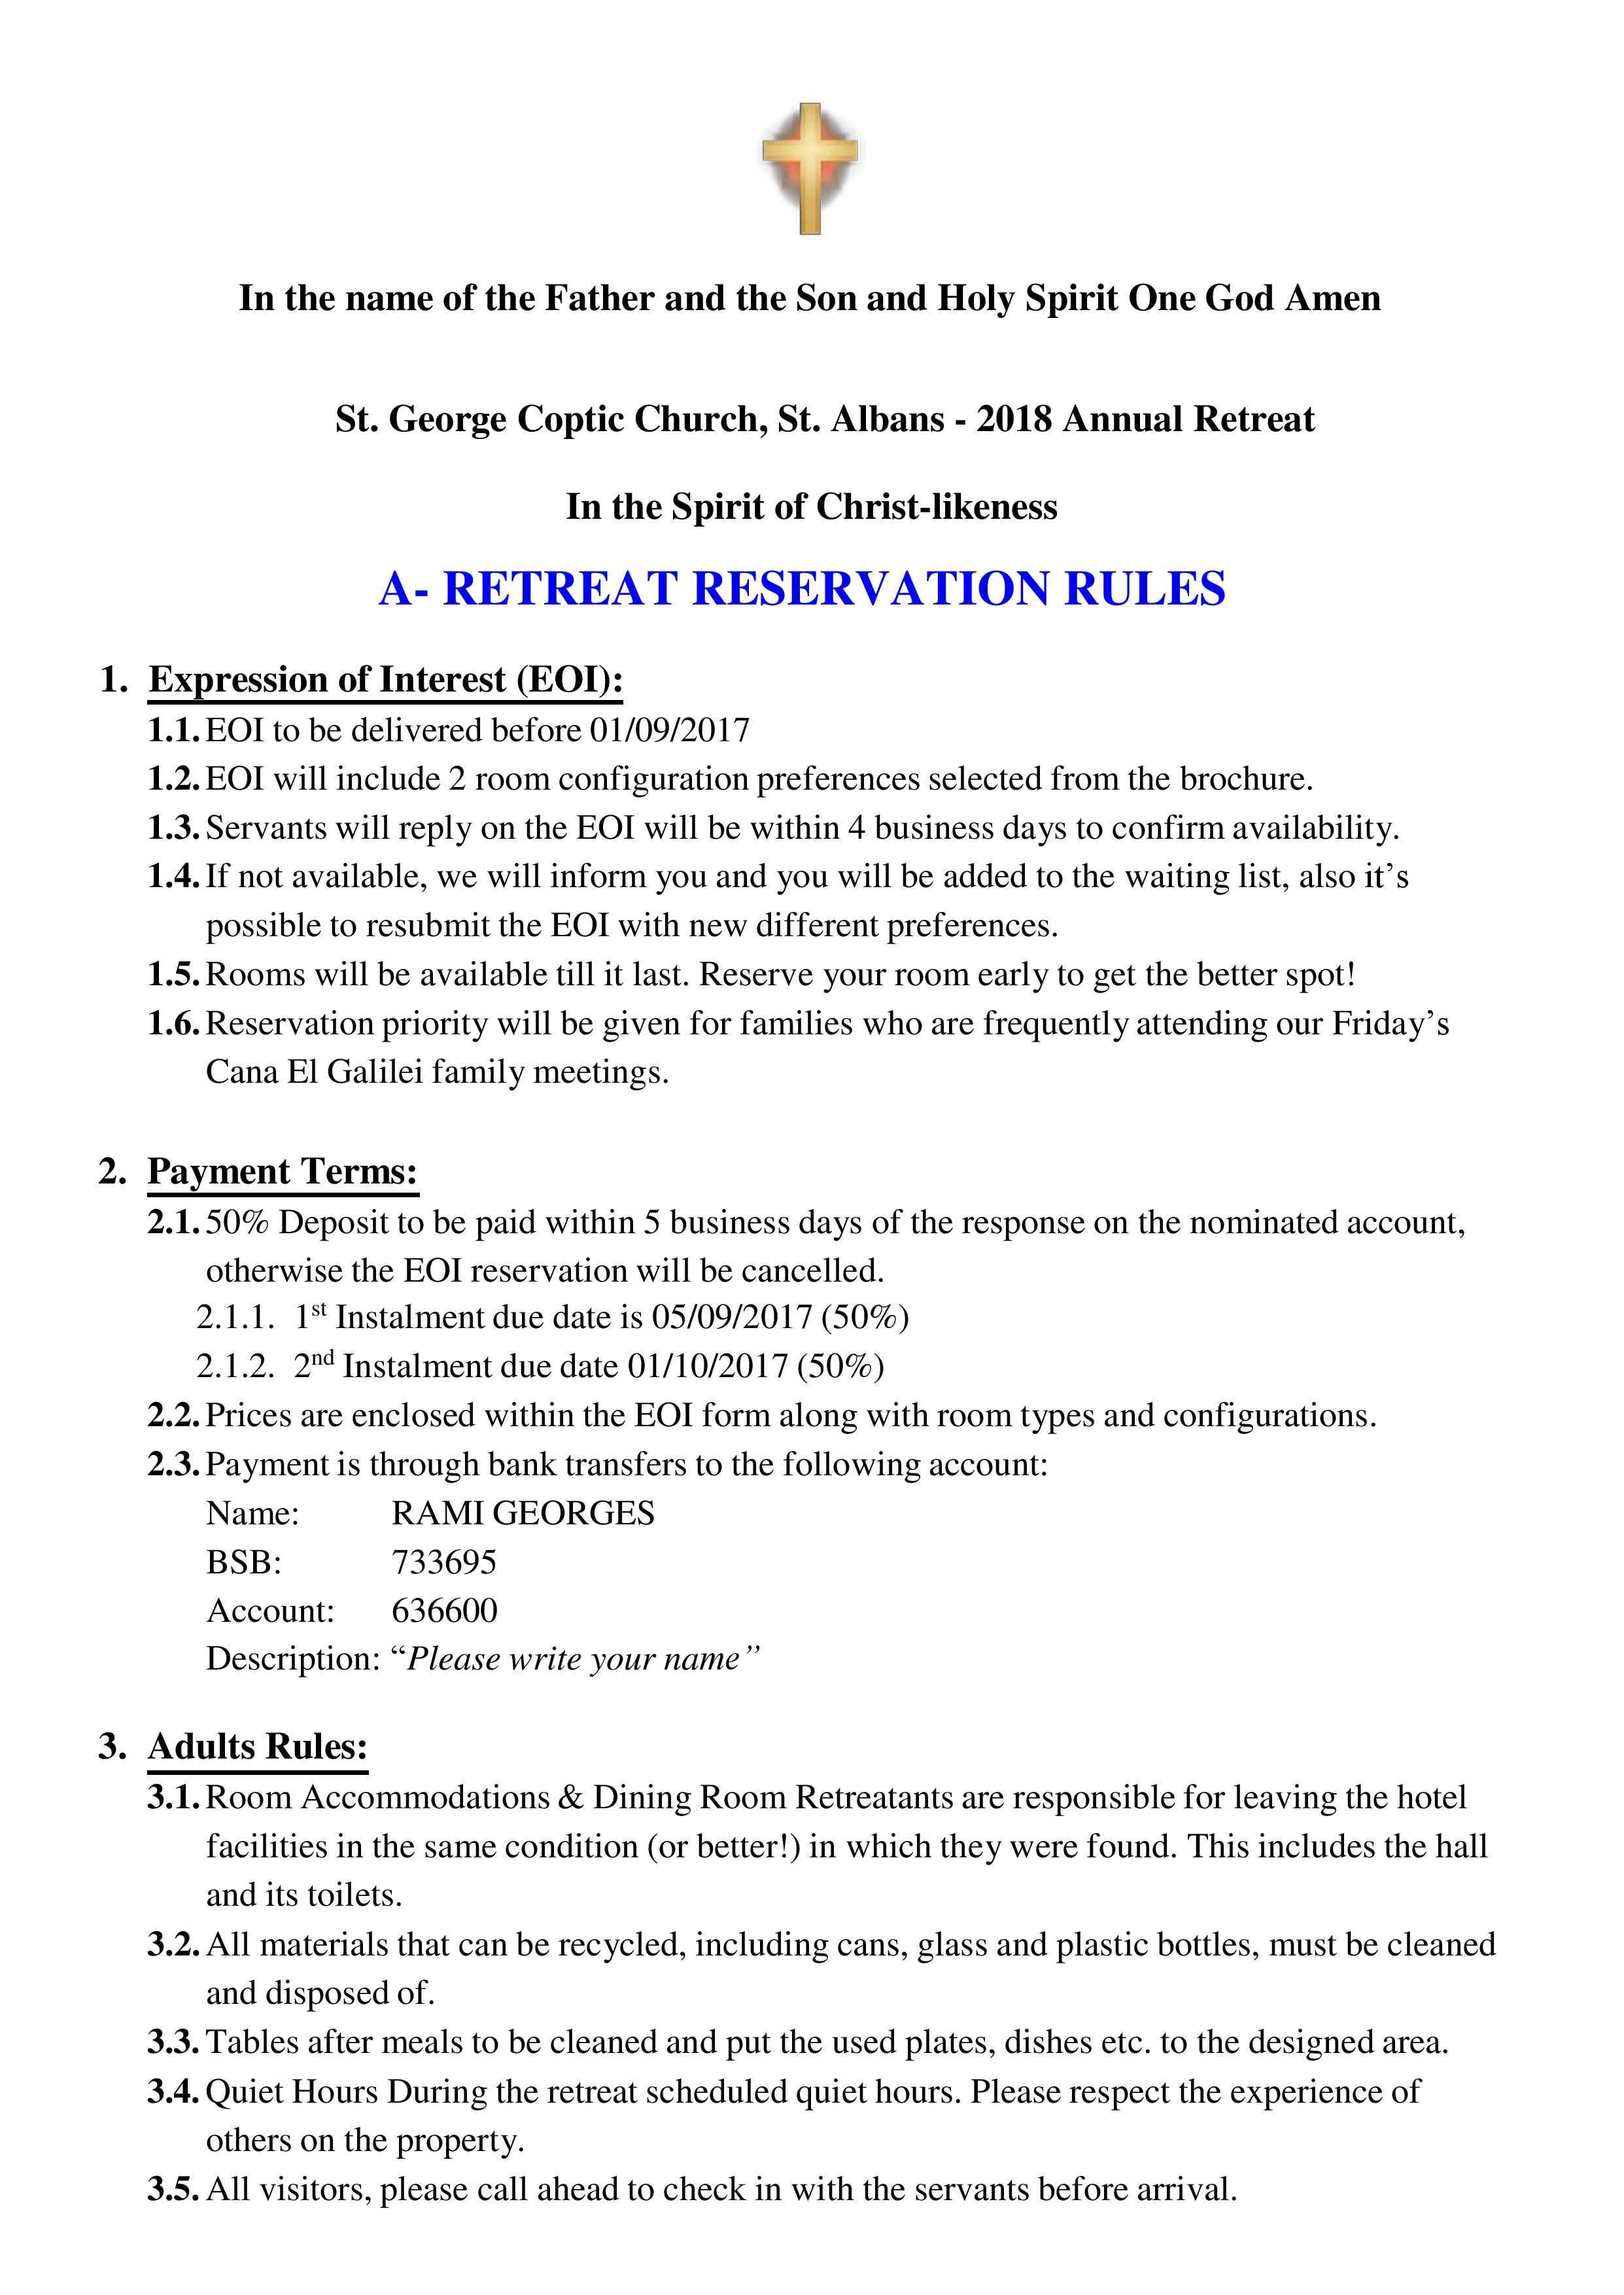 In the name of the Father and the Son and Holy Spirit One God Amen
St. George Coptic Church, St. Albans - 2018 Annual Retreat
In the Spirit of Christ-likeness
A- RETREAT RESERVATION RULES
1. Expression of Interest (EOI):
1.1. EOI to be delivered before 01/09/2017
1.2. EOI will include 2 room configuration preferences selected from the brochure.
1.3. Servants will reply on the EOI will be within 4 business days to confirm availability.
1.4. If not available, we will inform you and you will be added to the waiting list, also it’s
possible to resubmit the EOI with new different preferences.
1.5. Rooms will be available till it last. Reserve your room early to get the better spot!
1.6. Reservation priority will be given for families who are frequently attending our Friday’s
Cana El Galilei family meetings.
2. Payment Terms:
2.1. 50% Deposit to be paid within 5 business days of the response on the nominated account,
otherwise the EOI reservation will be cancelled.
2.1.1. 1st Instalment due date is 05/09/2017 (50%)
2.1.2. 2nd Instalment due date 01/10/2017 (50%)
2.2. Prices are enclosed within the EOI form along with room types and configurations.
2.3. Payment is through bank transfers to the following account:
Name: RAMI GEORGES
BSB: 733695
Account: 636600
Description: “Please write your name”
3. Adults Rules:
3.1. Room Accommodations & Dining Room Retreatants are responsible for leaving the hotel
facilities in the same condition (or better!) in which they were found. This includes the hall
and its toilets.
3.2. All materials that can be recycled, including cans, glass and plastic bottles, must be cleaned
and disposed of.
3.3. Tables after meals to be cleaned and put the used plates, dishes etc. to the designed area.
3.4. Quiet Hours During the retreat scheduled quiet hours. Please respect the experience of
others on the property.
3.5. All visitors, please call ahead to check in with the servants before arrival.